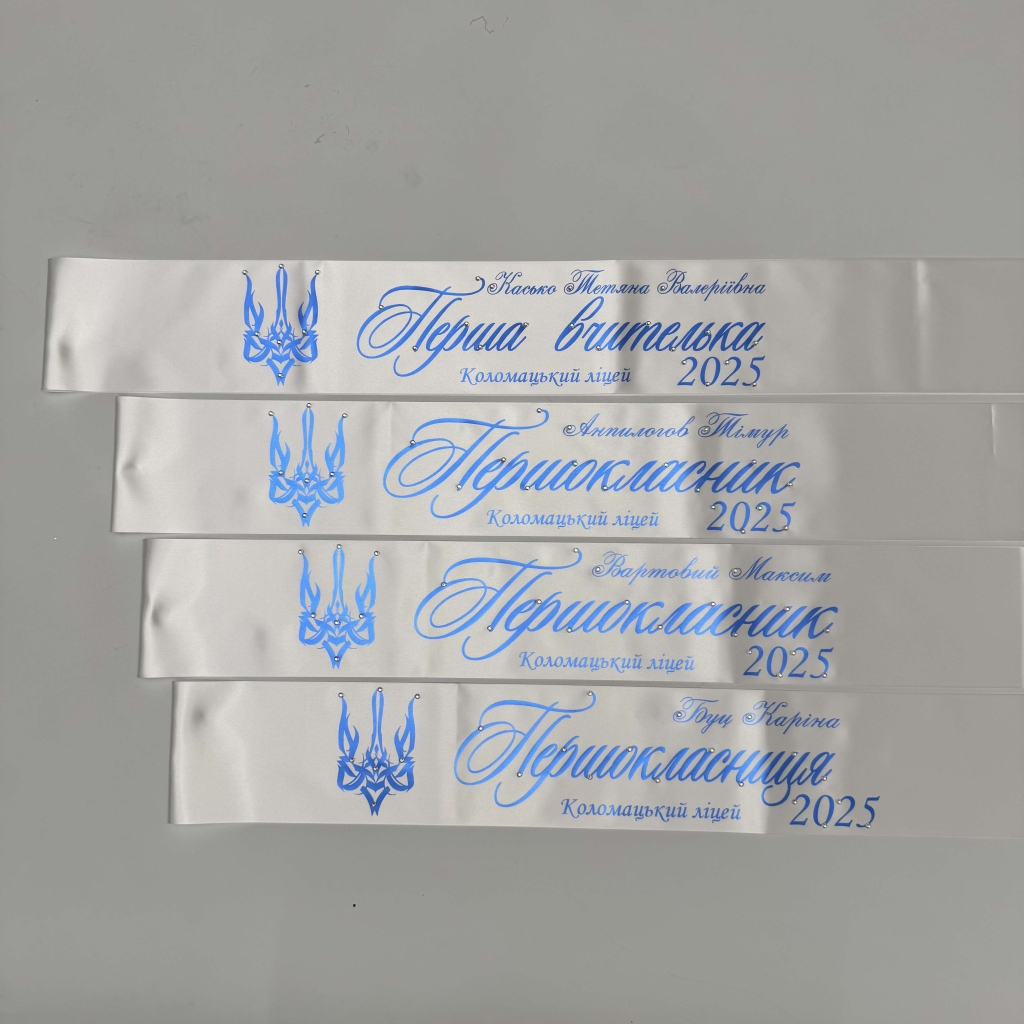 Касько Тетяна Валеріївна
Перша вчителька
Коломацький ліцей 2025
Анпилогов Тімур
Першокласник
Коломацький ліцей 2025
Вартовий Максим
Першокласник
Коломацький ліцей 2025
Буц Каріна
Першокласниця
Коломацький ліцей 2025